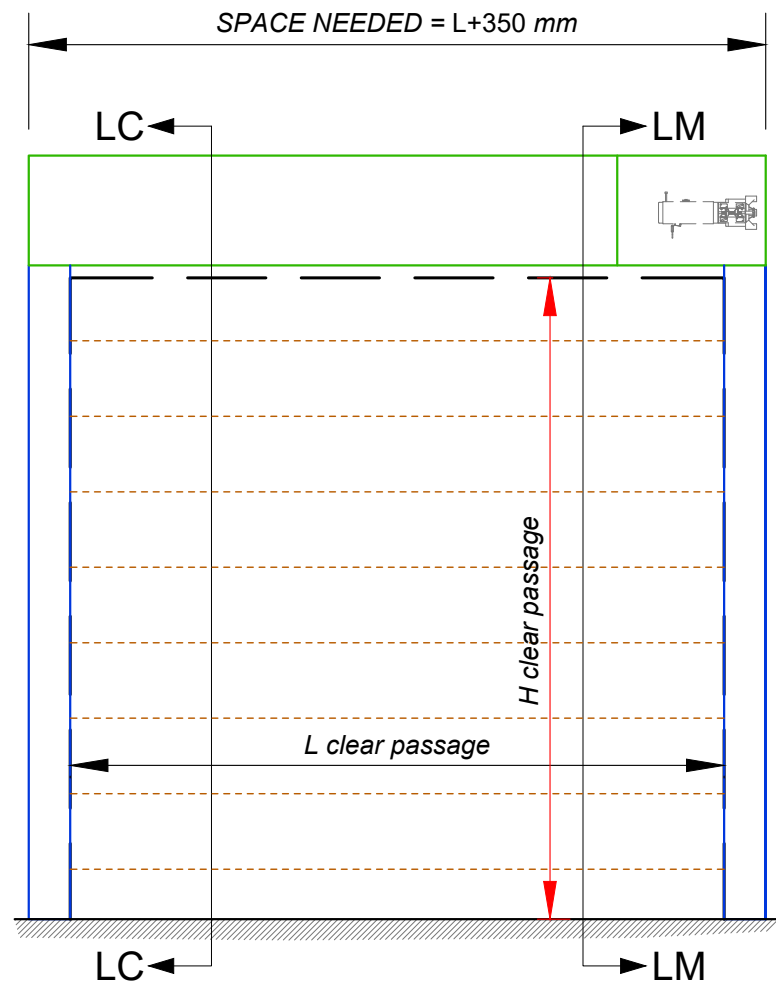 SPACE NEEDED = L+350 mm
LC
LM
H clear passage
L clear passage
LC
LM